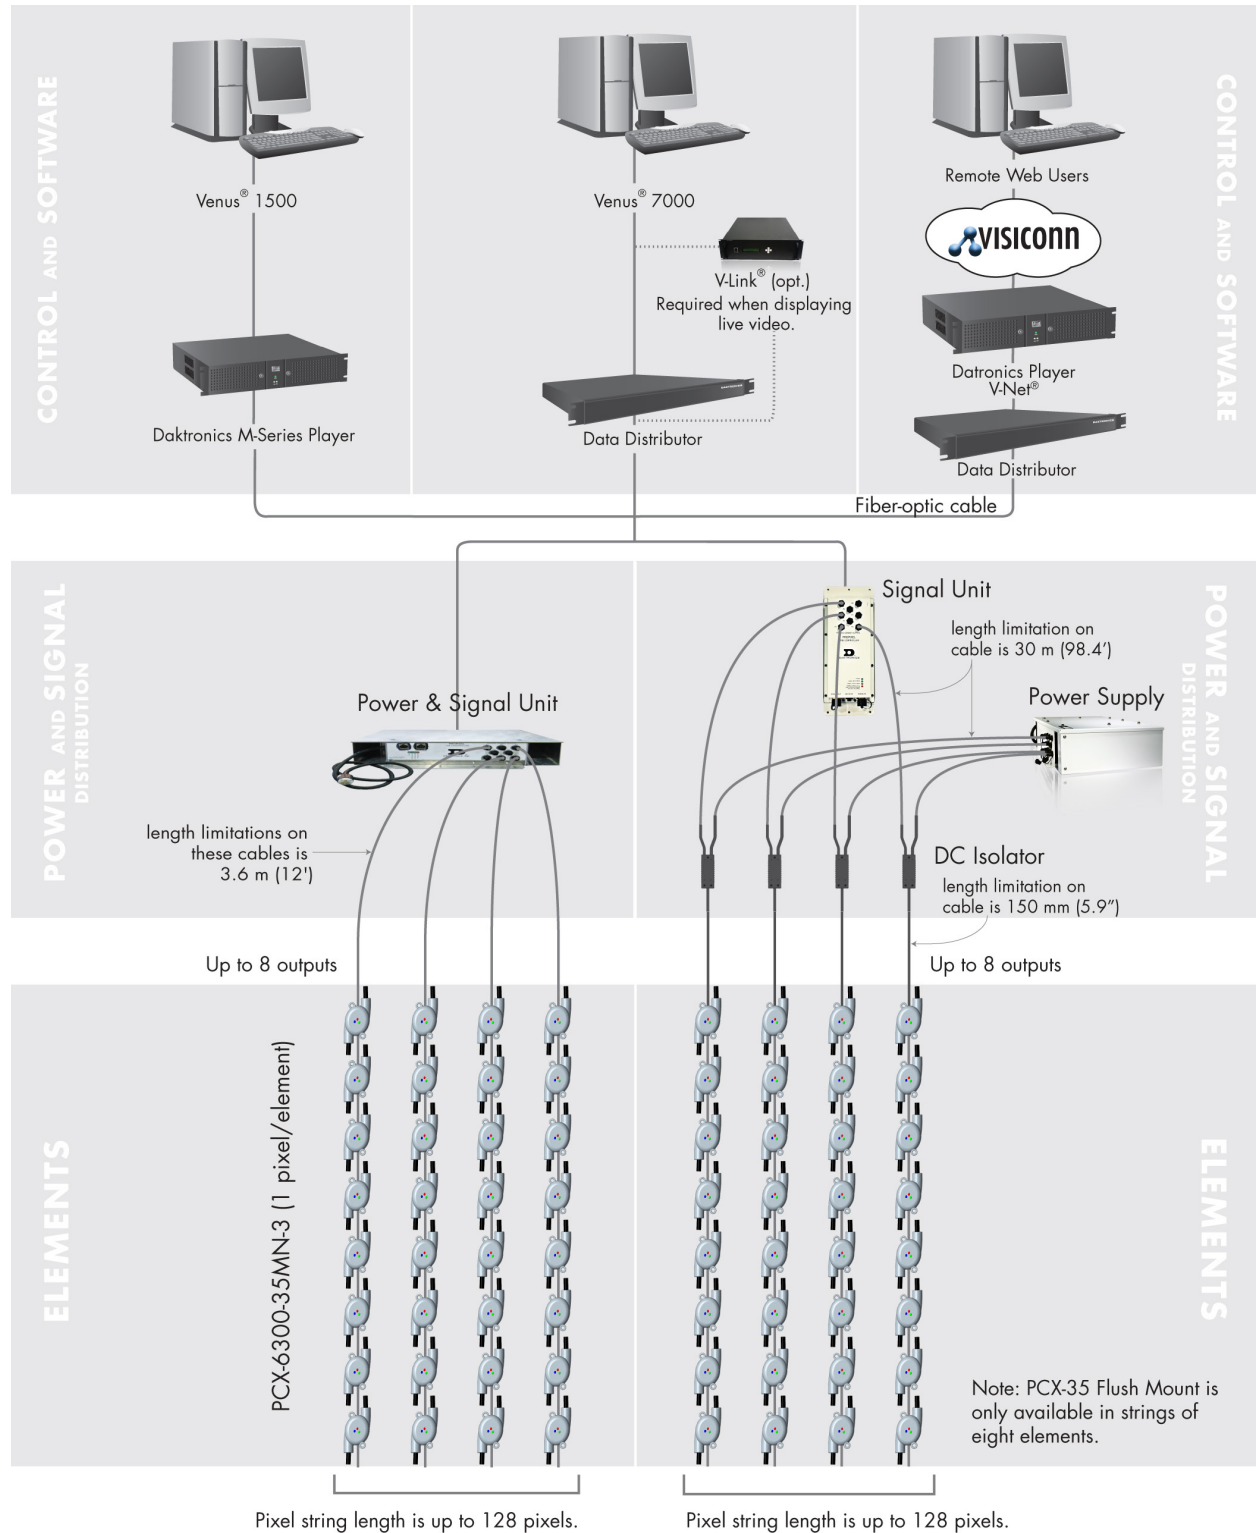 CONTROL AND SOFTWARE
CONTROL AND SOFTWARE
Venus® 1500
Daktronics M-Series Player
Venus® 7000
V-Link® (opt.)
Required when displaying
live video.
Data Distributor
Remote Web Users
VISICONN
Datronics Player
V-Net®
Data Distributor
Fiber-optic cable
POWER AND SIGNAL
DISTRIBUTION
POWER AND SIGNAL
DISTRIBUTION
Power & Signal Unit
length limitations on
these cables is
3.6 m (12')
Up to 8 outputs
Signal Unit
length limitation on
cable is 30 m (98.4’)
Power Supply
DC Isolator
length limitation on
cable is 150 mm (5.9”)
Up to 8 outputs
ELEMENTS
ELEMENTS
PCX-6300-35MN-3 (1 pixel/element)
Note: PCX-35 Flush Mount is
only available in strings of
eight elements.
Pixel string length is up to 128 pixels.
Pixel string length is up to 128 pixels.